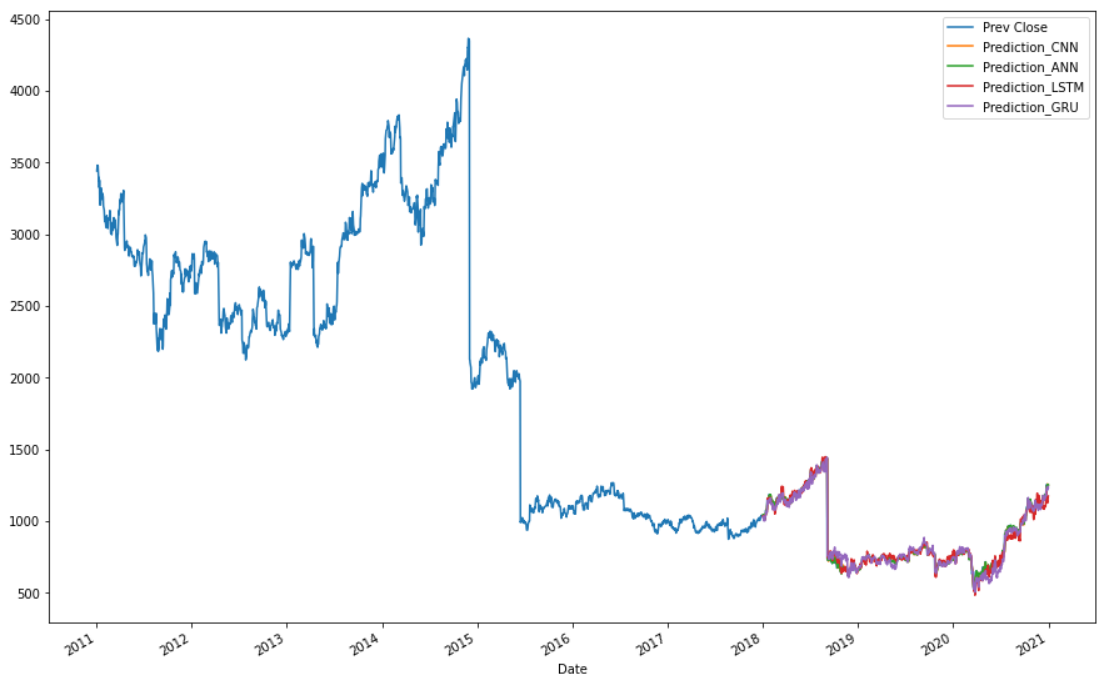 4500
4000
3500
3000
2500
2000
1500
1000
500
Prev Close
Prediction_CNN
Prediction_ANN
Prediction_LSTM
Prediction_GRU
2011 2012 2013 2014 2015 2016 2017 2018 2019 2020 2021
Date